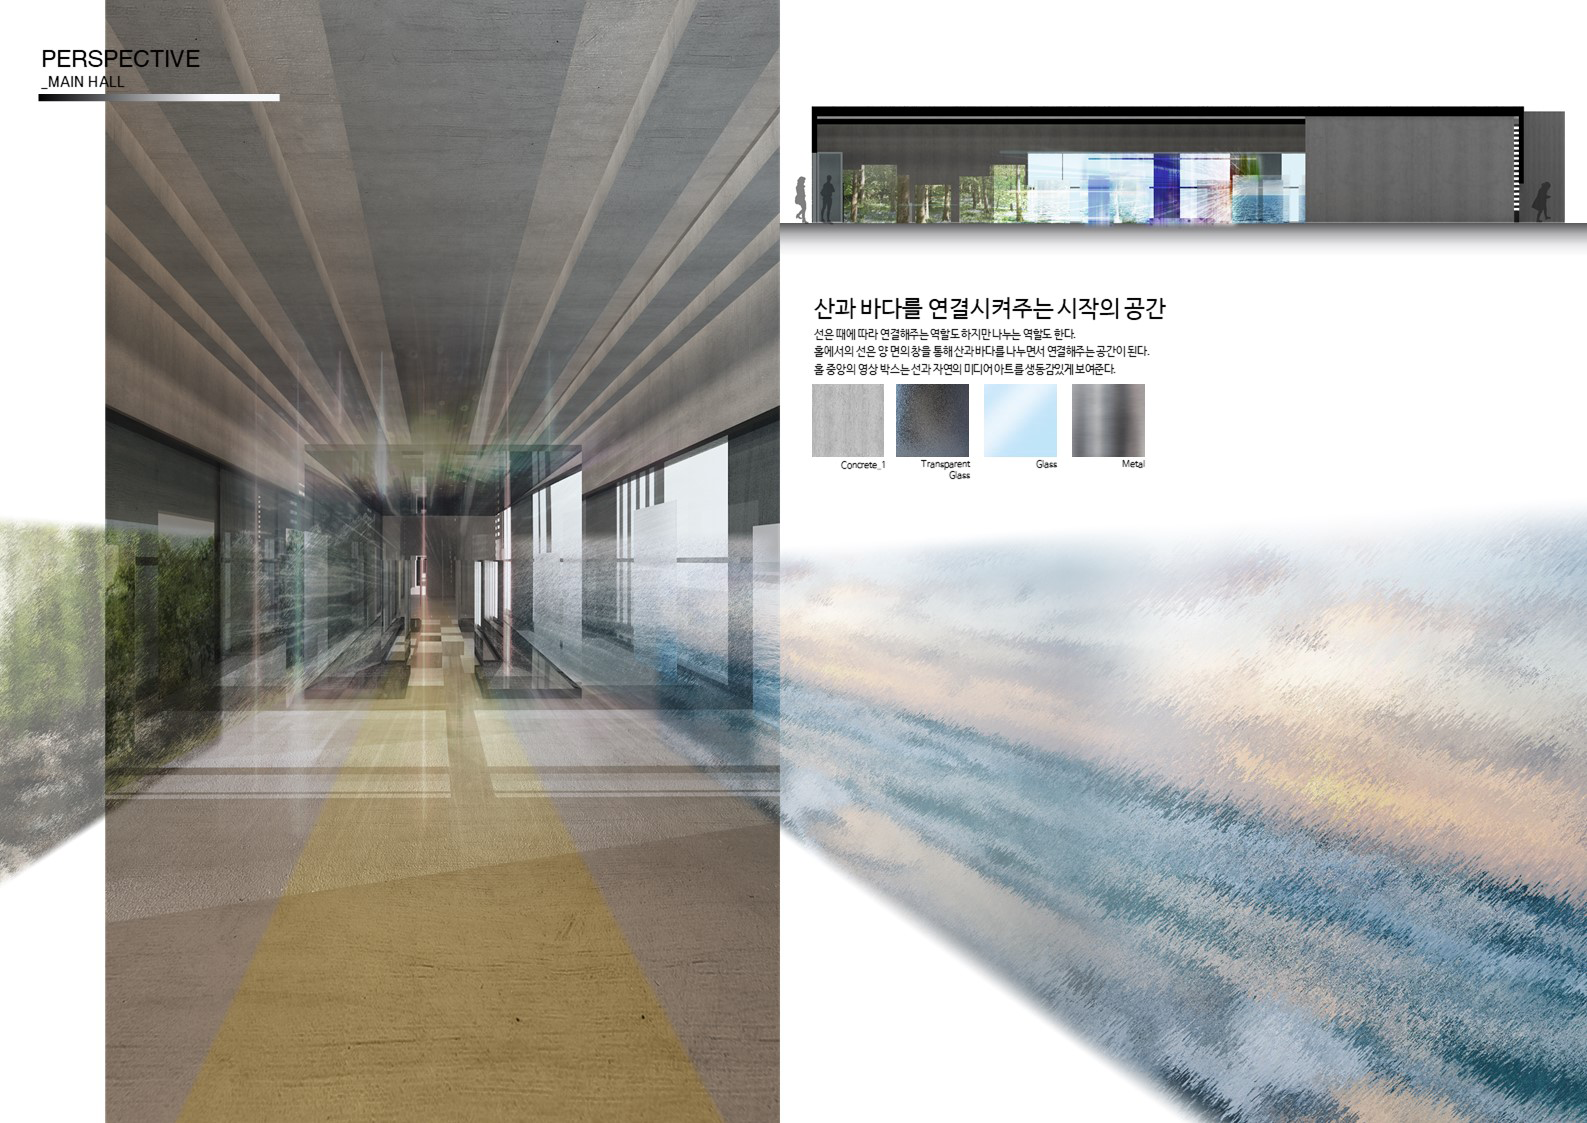 PERSPECTIVE
_MAIN HALL
산과 바다를 연결시켜주는 시작의 공간
선은 때에 따라 연결해주는 역할도 하지만 나누는 역할도 한다.
홀에서의 선은 양 면의 창을 통해 산과 바다를 나누면서 연결해주는 공간이 된다.
홀 중앙의 영상 박스는 선과 자연의 미디어 아트를 생동감있게 보여준다.
Concrete_1
Transparent
Glass
Glass
Metal